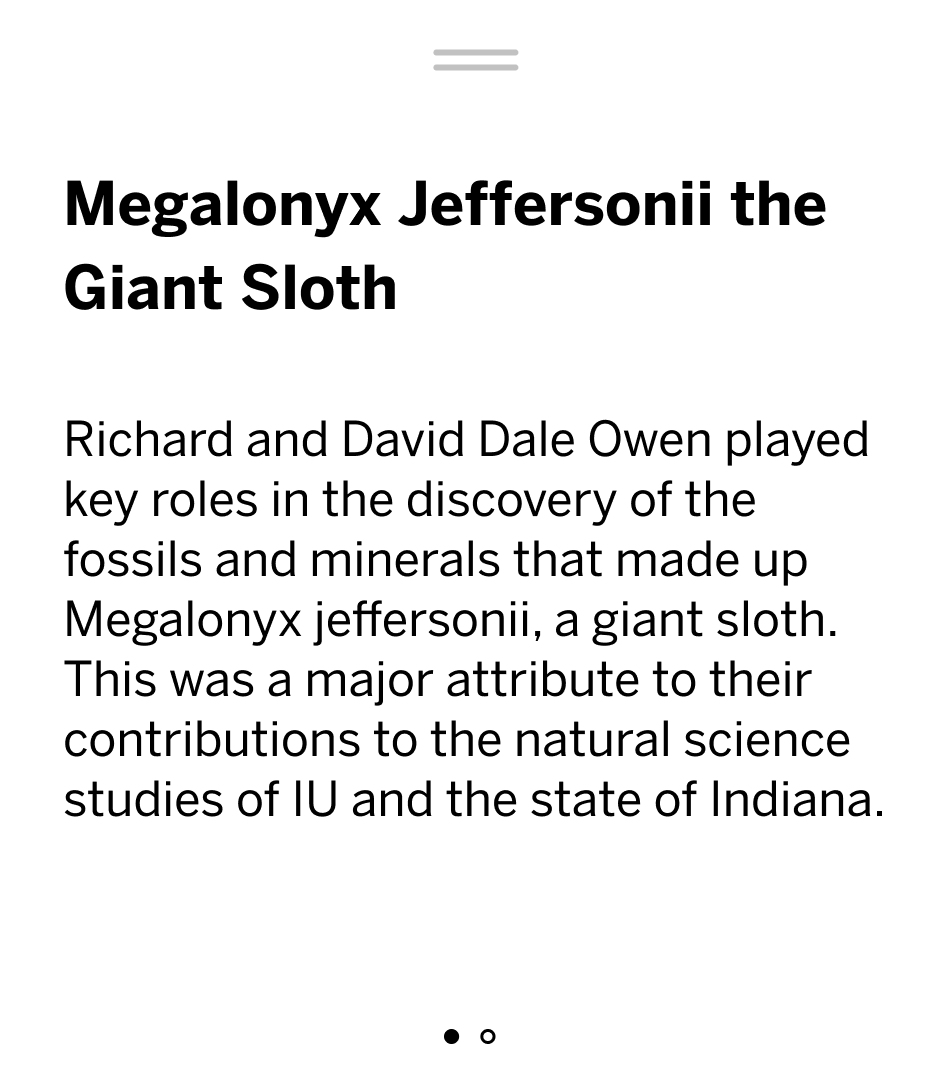 Megalonyx Jeffersonii the
Giant Sloth
Richard and David Dale Owen played
key roles in the discovery of the
fossils and minerals that made up
Megalonyx jeffersonii, a giant sloth.
This was a major attribute to their
contributions to the natural science
studies of IU and the state of Indiana.